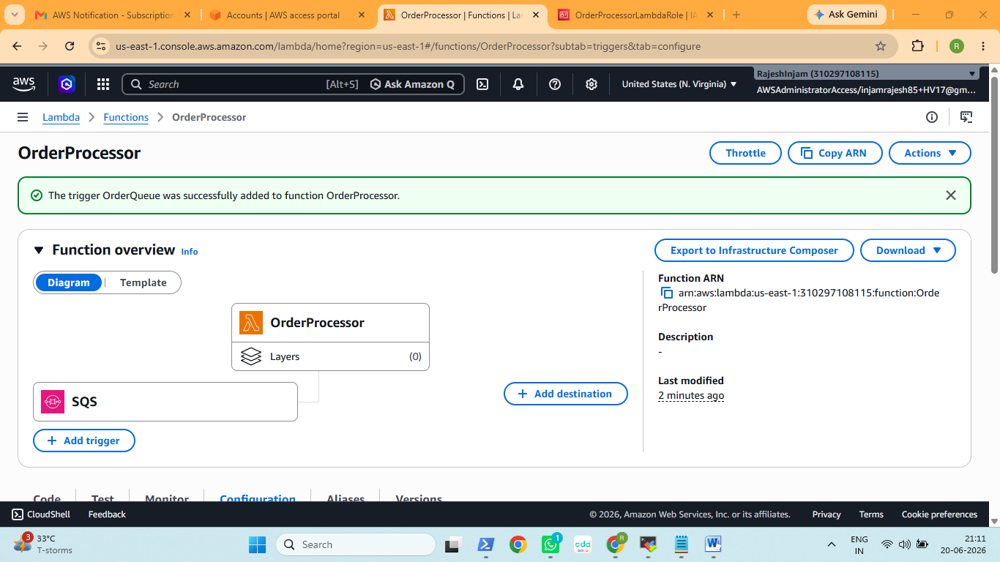 AWS Notification - Subscription
Accounts | AWS access portal
OrderProcessor | Functions | La
OrderProcessorLambdaRole | IA
Ask Gemini
us-east-1.console.aws.amazon.com/lambda/home?region=us-east-1#/functions/OrderProcessor?subtab=triggers&tab=configure
R
aws
Search
[Alt+S]
Ask Amazon Q
United States (N. Virginia)
RajeshInjam (310297108115)
AWSAdministratorAccess/injamrajesh85+HV17@gm...
Lambda
Functions
OrderProcessor
OrderProcessor
Throttle
Copy ARN
Actions
The trigger OrderQueue was successfully added to function OrderProcessor.
Function overview
Info
Export to Infrastructure Composer
Download
Diagram
Template
OrderProcessor
Layers
(0)
SQS
Add trigger
Add destination
Function ARN
arn:aws:lambda:us-east-1:310297108115:function:Orde
rProcessor
Description
-
Last modified
2 minutes ago
Code
Test
Monitor
Configuration
Aliases
Versions
CloudShell
Feedback
© 2026, Amazon Web Services, Inc. or its affiliates.
Privacy
Terms
Cookie preferences
3
33°C
T-storms
Search
1
R
ENG
IN
21:11
20-06-2026